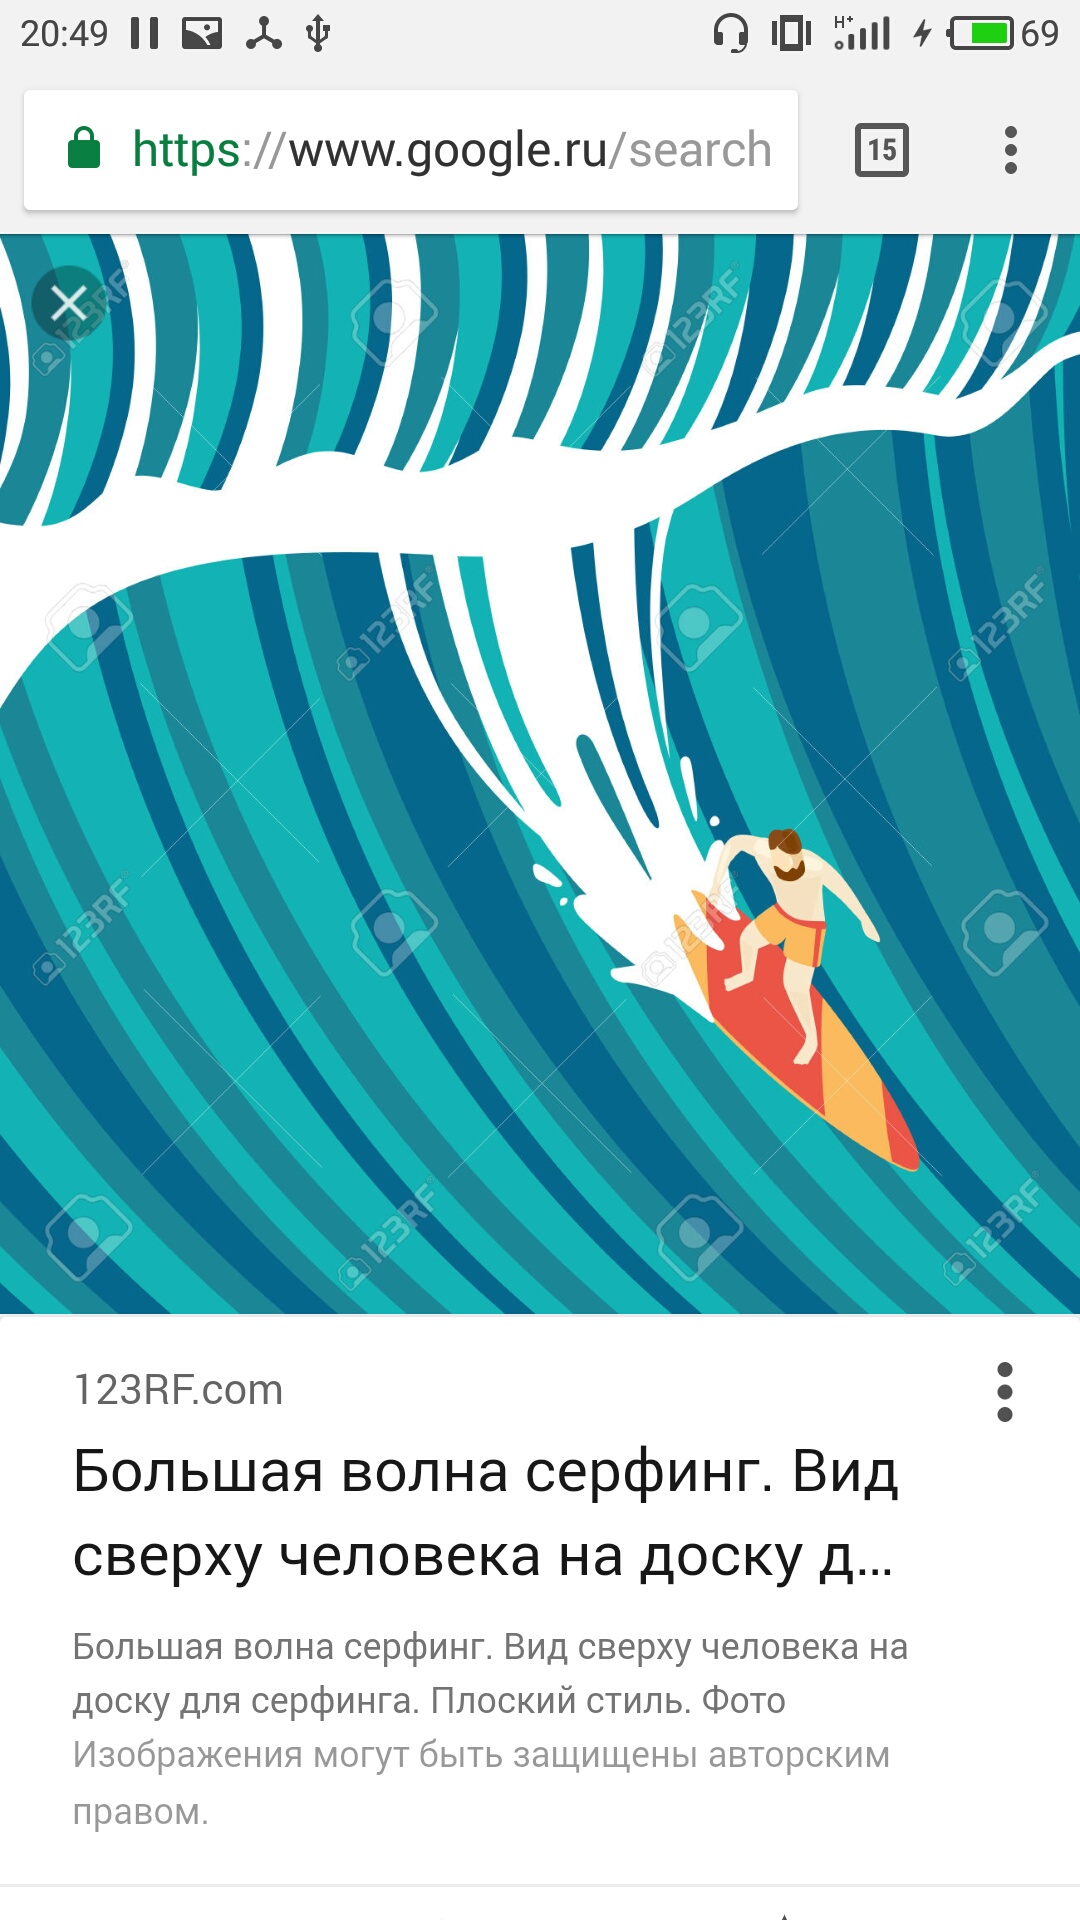 20:49
H+
69
https://www.google.ru/search
15
123RF
123RF
123RF
123RF
123RF
123RF
123RF
123RF
123RF
123RF.com
Большая волна серфинг. Вид
сверху человека на доску д...
Большая волна серфинг. Вид сверху человека на
доску для серфинга. Плоский стиль. Фото
Изображения могут быть защищены авторским
правом.